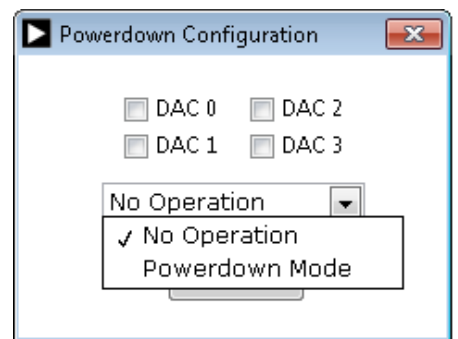 Powerdown Configuration
DAC 0 DAC 2
DAC 1 DAC 3
No Operation
No Operation
Powerdown Mode